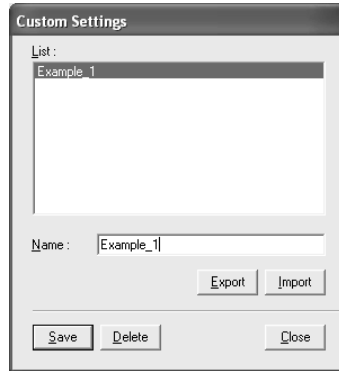 Custom Settings
List :
Example_1
Name : Example_1
Export Import
Save Delete Close